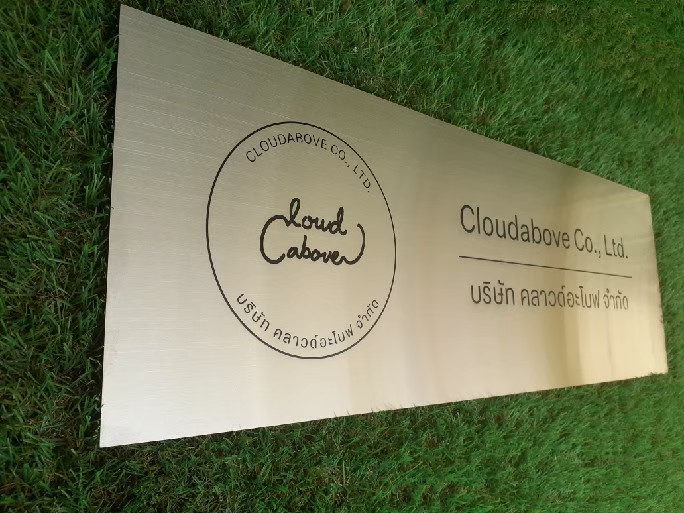 CLOUDABOVE CO., LTD.
Cloud
above
บริษัท คลาวด์อะโบฟ จำกัด
Cloudabove Co., Ltd.
บริษัท คลาวด์อะโบฟ จำกัด